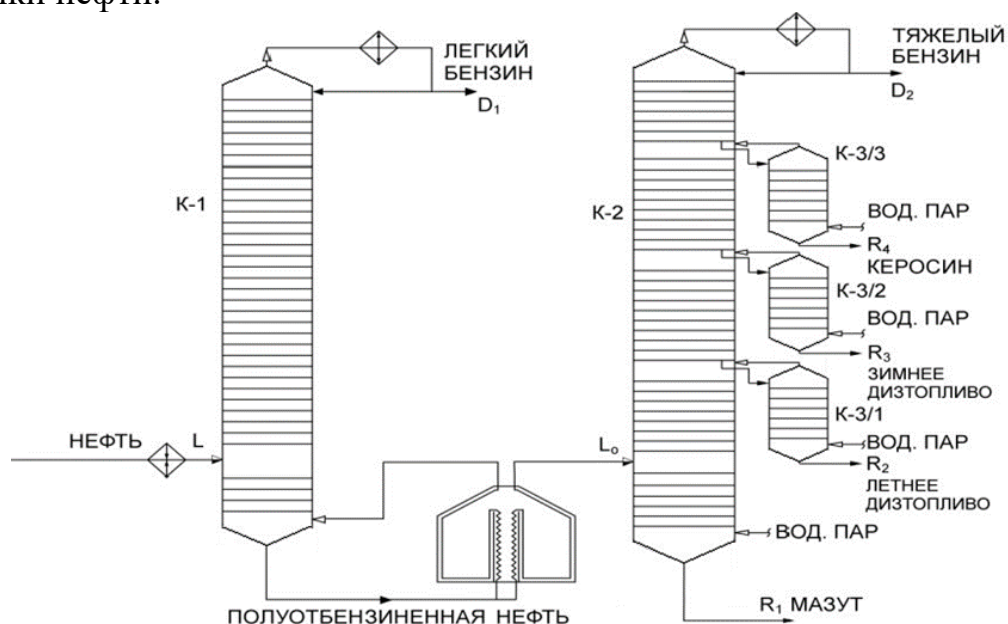 ЛЕГКИЙ
БЕНЗИН
D₁
К-1
НЕФТЬ
L
ПОЛУОТБЕНЗИНЕННАЯ НЕФТЬ
ТЯЖЕЛЫЙ
БЕНЗИН
D₂
К-2
L₀
К-3/3
ВОД. ПАР
R₄
КЕРОСИН
К-3/2
ВОД. ПАР
R₃
ЗИМНЕЕ
ДИЗТОПЛИВО
К-3/1
ВОД. ПАР
R₂
ЛЕТНЕЕ
ДИЗТОПЛИВО
ВОД. ПАР
R₁ МАЗУТ